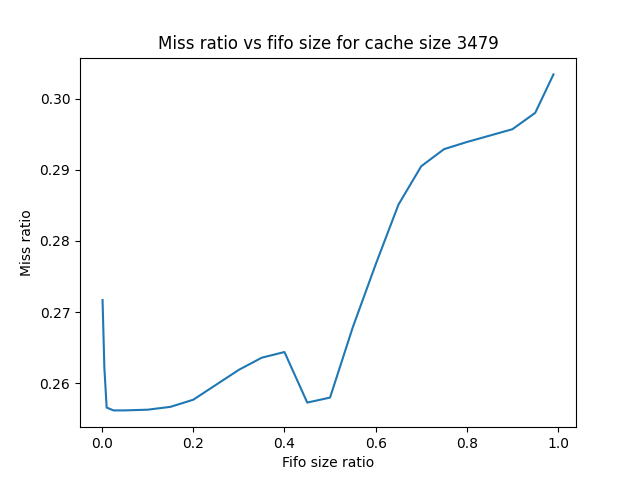 Miss ratio vs fifo size for cache size 3479
0.30
0.29
0.28
0.27
0.26
Miss ratio
0.0 0.2 0.4 0.6 0.8 1.0
Fifo size ratio